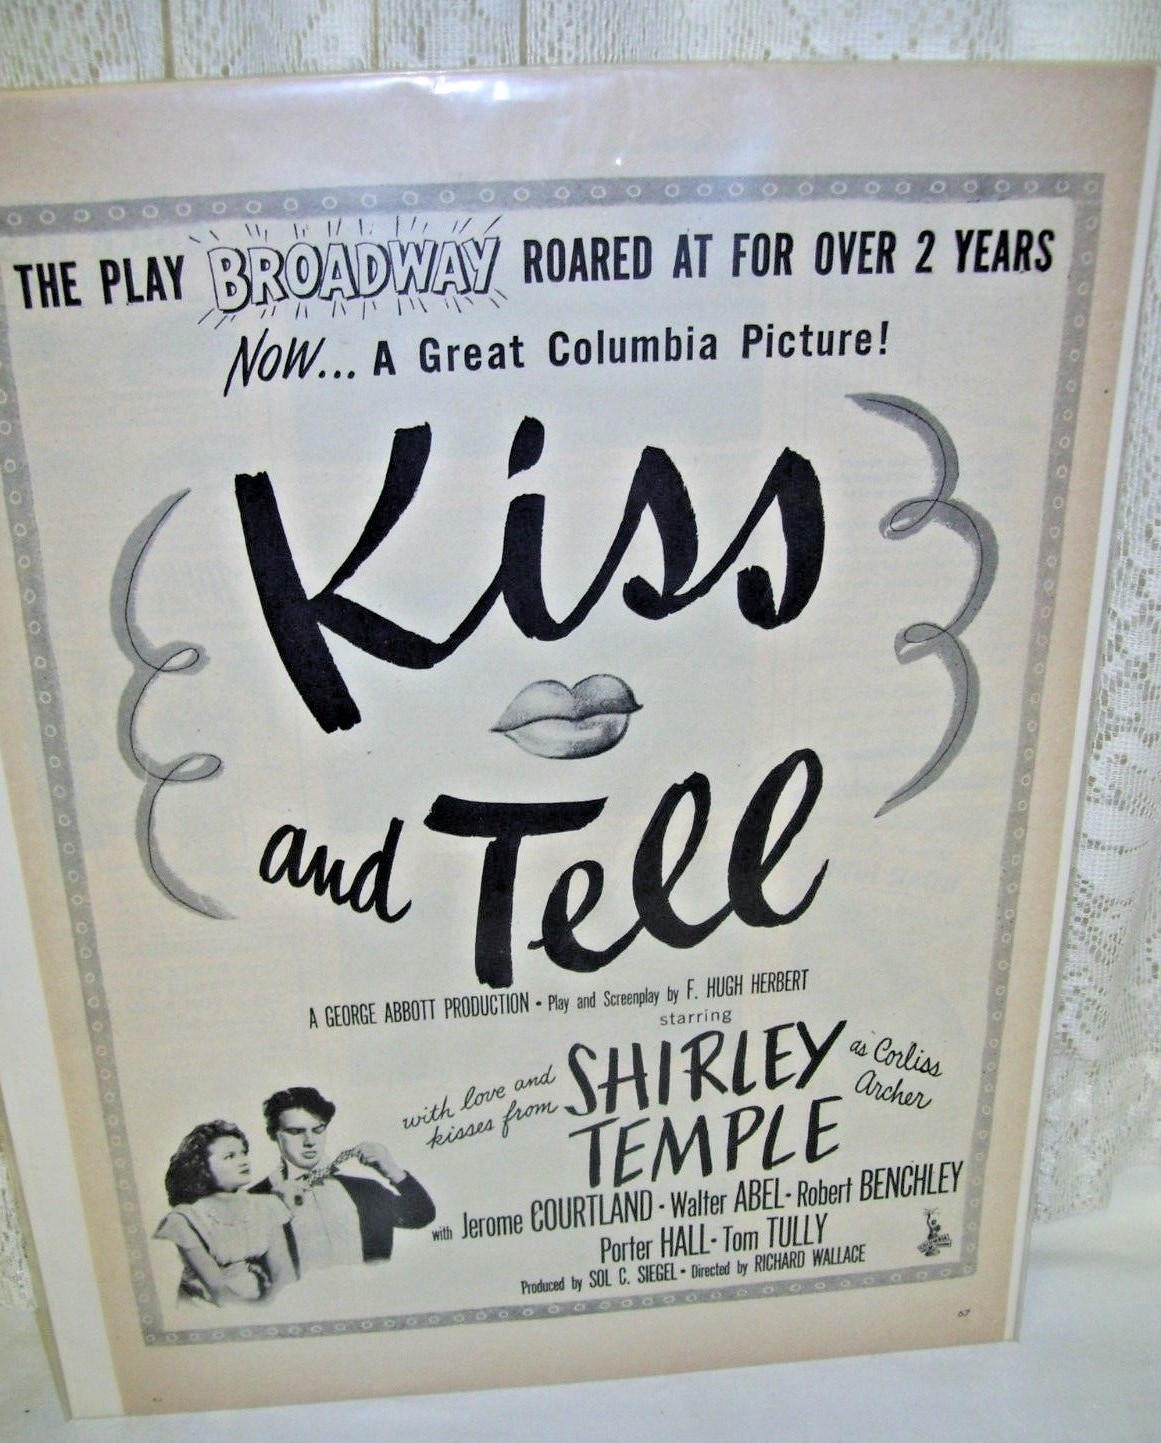 THE PLAY BROADWAY ROARED AT FOR OVER 2 YEARS
Now... A Great Columbia Picture!
Kiss
and Tell
A GEORGE ABBOTT PRODUCTION • Play and Screenplay by F. HUGH HERBERT
starring
with love and
kisses from
SHIRLEY
TEMPLE
as Corliss
Archer
with Jerome COURTLAND • Walter ABEL • Robert BENCHLEY
Porter HALL • Tom TULLY
Produced by SOL C. SIEGEL • Directed by RICHARD WALLACE
67